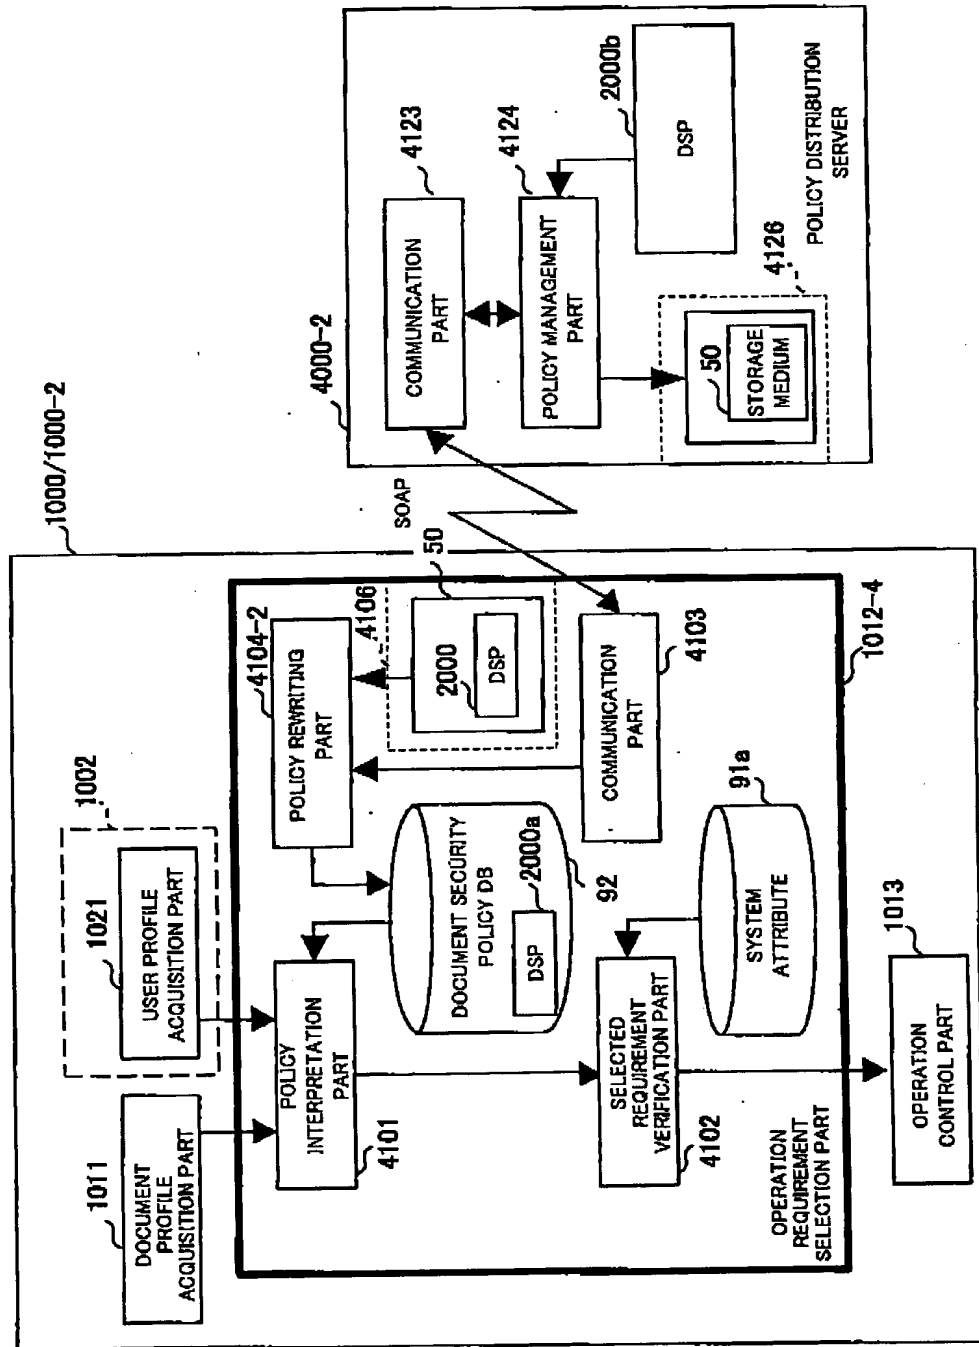 1000/1000-2
1011
DOCUMENT
PROFILE
ACQUISITION PART
1002
1021
USER PROFILE
ACQUISITION PART
4104-2
POLICY REWRITING
PART
4106
50
2000
DSP
POLICY
INTERPRETATION
PART
4101
DOCUMENT SECURITY
POLICY DB
2000a
DSP
92
COMMUNICATION
PART
4103
SELECTED
REQUIREMENT
VERIFICATION PART
4102
SYSTEM
ATTRIBUTE
91a
OPERATION
REQUIREMENT
SELECTION PART
1012-4
OPERATION
CONTROL PART
1013
SOAP
4000-2
COMMUNICATION
PART
4123
POLICY MANAGEMENT
PART
4124
DSP
2000b
50
STORAGE
MEDIUM
4126
POLICY DISTRIBUTION
SERVER